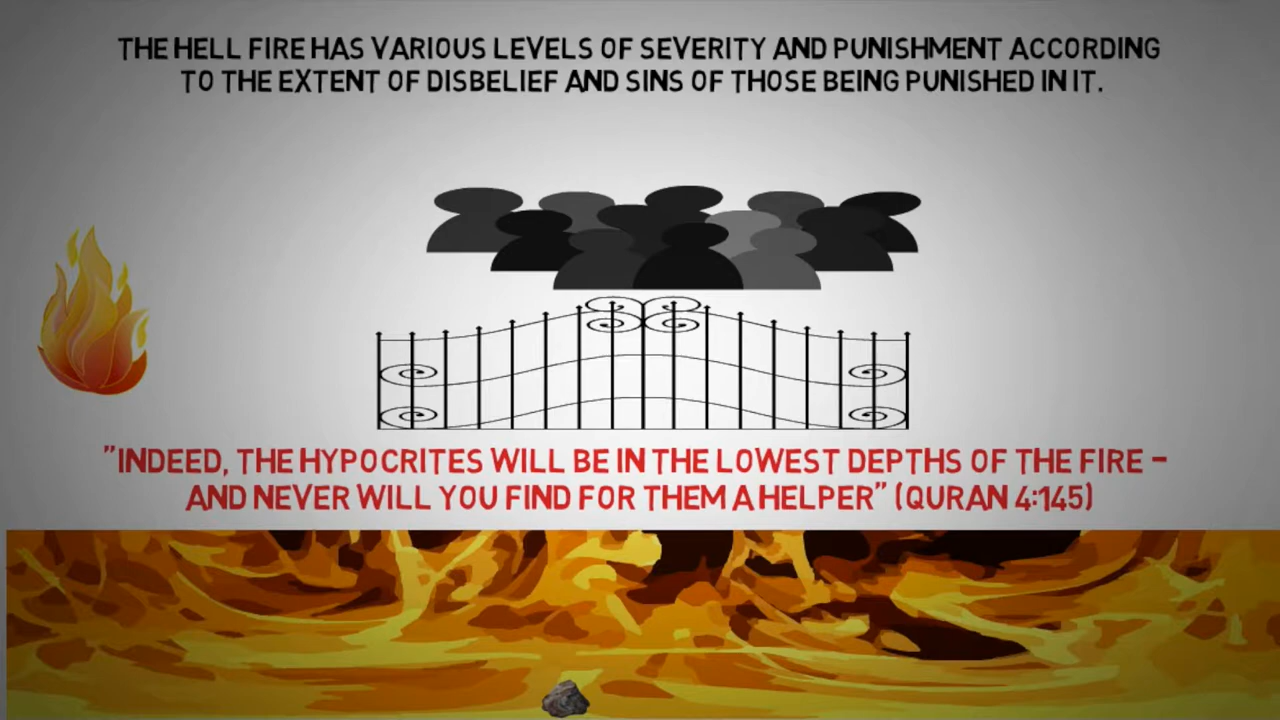 THE HELL FIRE HAS VARIOUS LEVELS OF SEVERITY AND PUNISHMENT ACCORDING
TO THE EXTENT OF DISBELIEF AND SINS OF THOSE BEING PUNISHED IN IT.
"INDEED, THE HYPOCRITES WILL BE IN THE LOWEST DEPTHS OF THE FIRE -
AND NEVER WILL YOU FIND FOR THEM A HELPER" (QURAN 4:145)